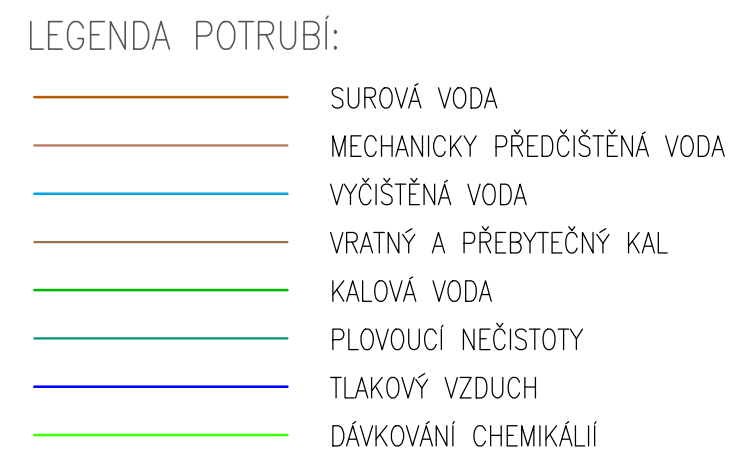 LEGENDA POTRUBÍ:
SUROVÁ VODA
MECHANICKY PŘEDČIŠTĚNÁ VODA
VYČIŠTĚNÁ VODA
VRATNÝ A PŘEBYTEČNÝ KAL
KALOVÁ VODA
PLOVOUCÍ NEČISTOTY
TLAKOVÝ VZDUCH
DÁVKOVÁNÍ CHEMIKÁLIÍ